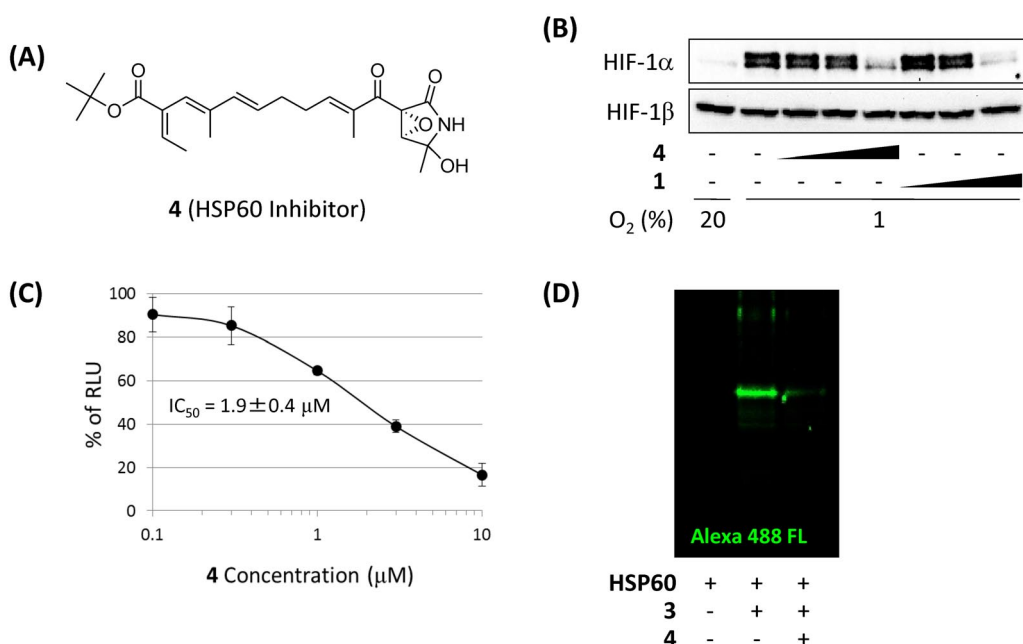 (A)
O
O
O
O
O
NH
OH
4 (HSP60 Inhibitor)
(B)
HIF-1α
HIF-1β
4 - - - - -
1 - - - - -
O2 (%) 20 1
(C)
% of RLU
100
80
60
40
20
0
IC50 = 1.9±0.4 μM
0.1 1 10
4 Concentration (μM)
(D)
Alexa 488 FL
HSP60 + + +
3 - + +
4 - - +